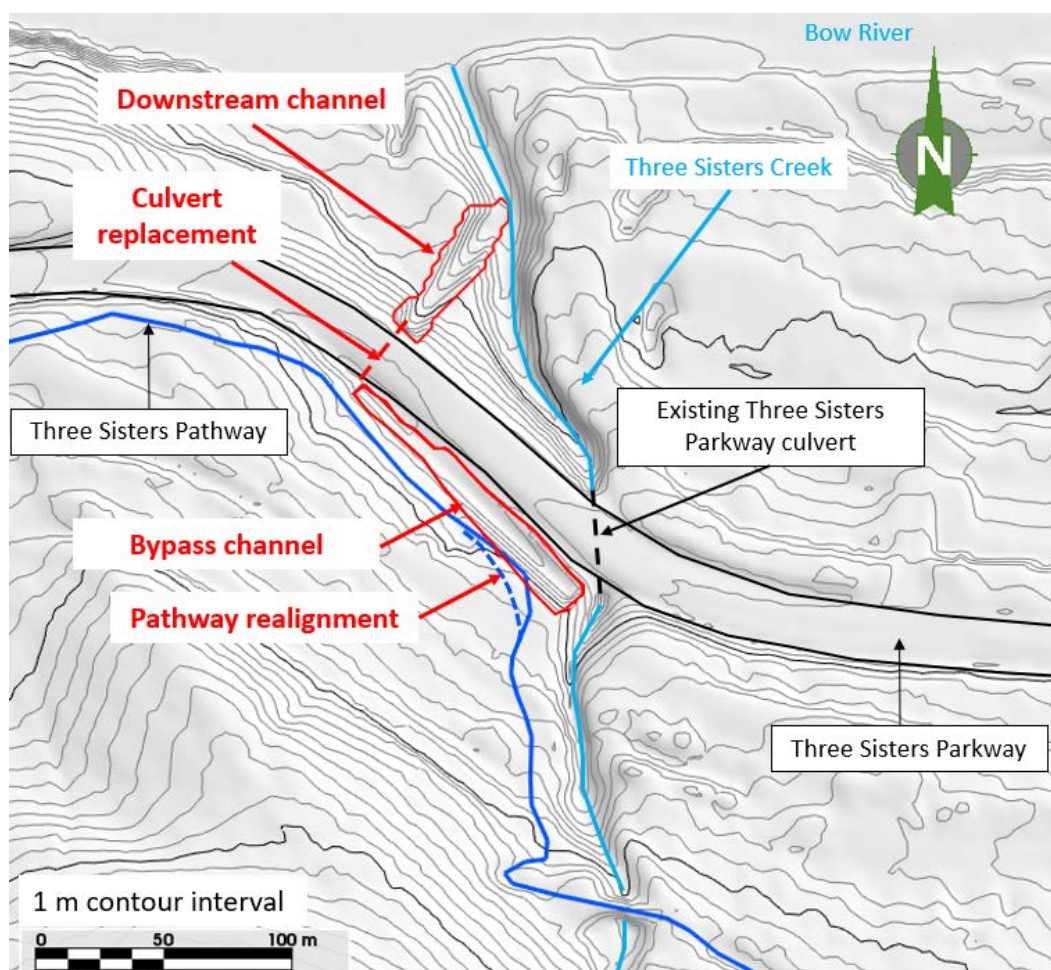 Bow River
Downstream channel
N
Three Sisters Creek
Culvert
replacement
Existing Three Sisters
Parkway culvert
Three Sisters Pathway
Bypass channel
Pathway realignment
Three Sisters Parkway
1 m contour interval
0 50 100 m